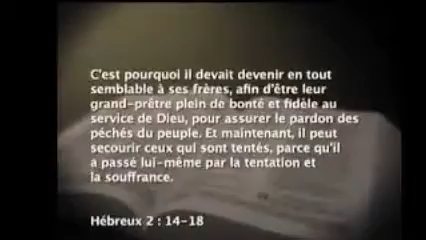 C'est pourquoi il devait devenir en tout
semblable à ses frères, afin d'être leur
grand-prêtre plein de bonté et fidèle au
service de Dieu, pour assurer le pardon des
péchés du peuple. Et maintenant, il peut
secourir ceux qui sont tentés, parce qu'il
a passé lui-même par la tentation et
la souffrance.
Hébreux 2 : 14-18